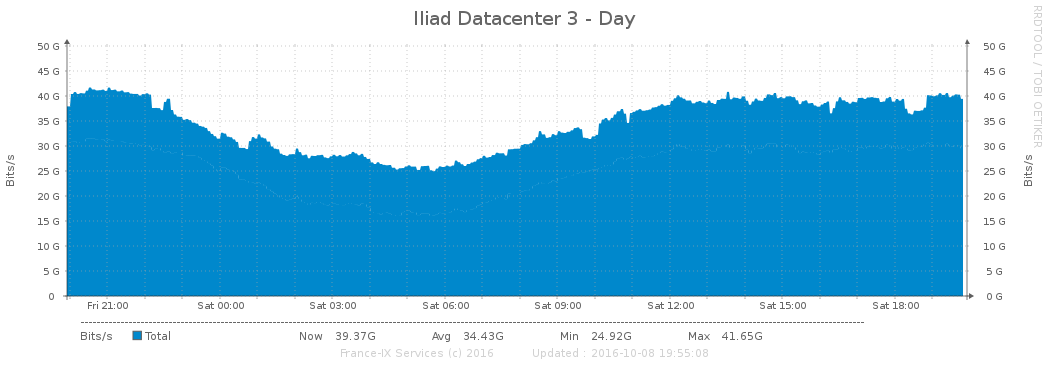 Iliad Datacenter 3 - Day
RRDTOOL / TOBI OETIKER
Bits/s
50 G 50 G
45 G 45 G
40 G 40 G
35 G 35 G
30 G 30 G
25 G 25 G
20 G 20 G
15 G 15 G
10 G 10 G
5 G 5 G
0 0 G
Bits/s
Fri 21:00 Sat 00:00 Sat 03:00 Sat 06:00 Sat 09:00 Sat 12:00 Sat 15:00 Sat 18:00
Bits/s Total Now 39.37G Avg 34.43G Min 24.92G Max 41.65G
France-IX Services (c) 2016 Updated : 2016-10-08 19:55:08